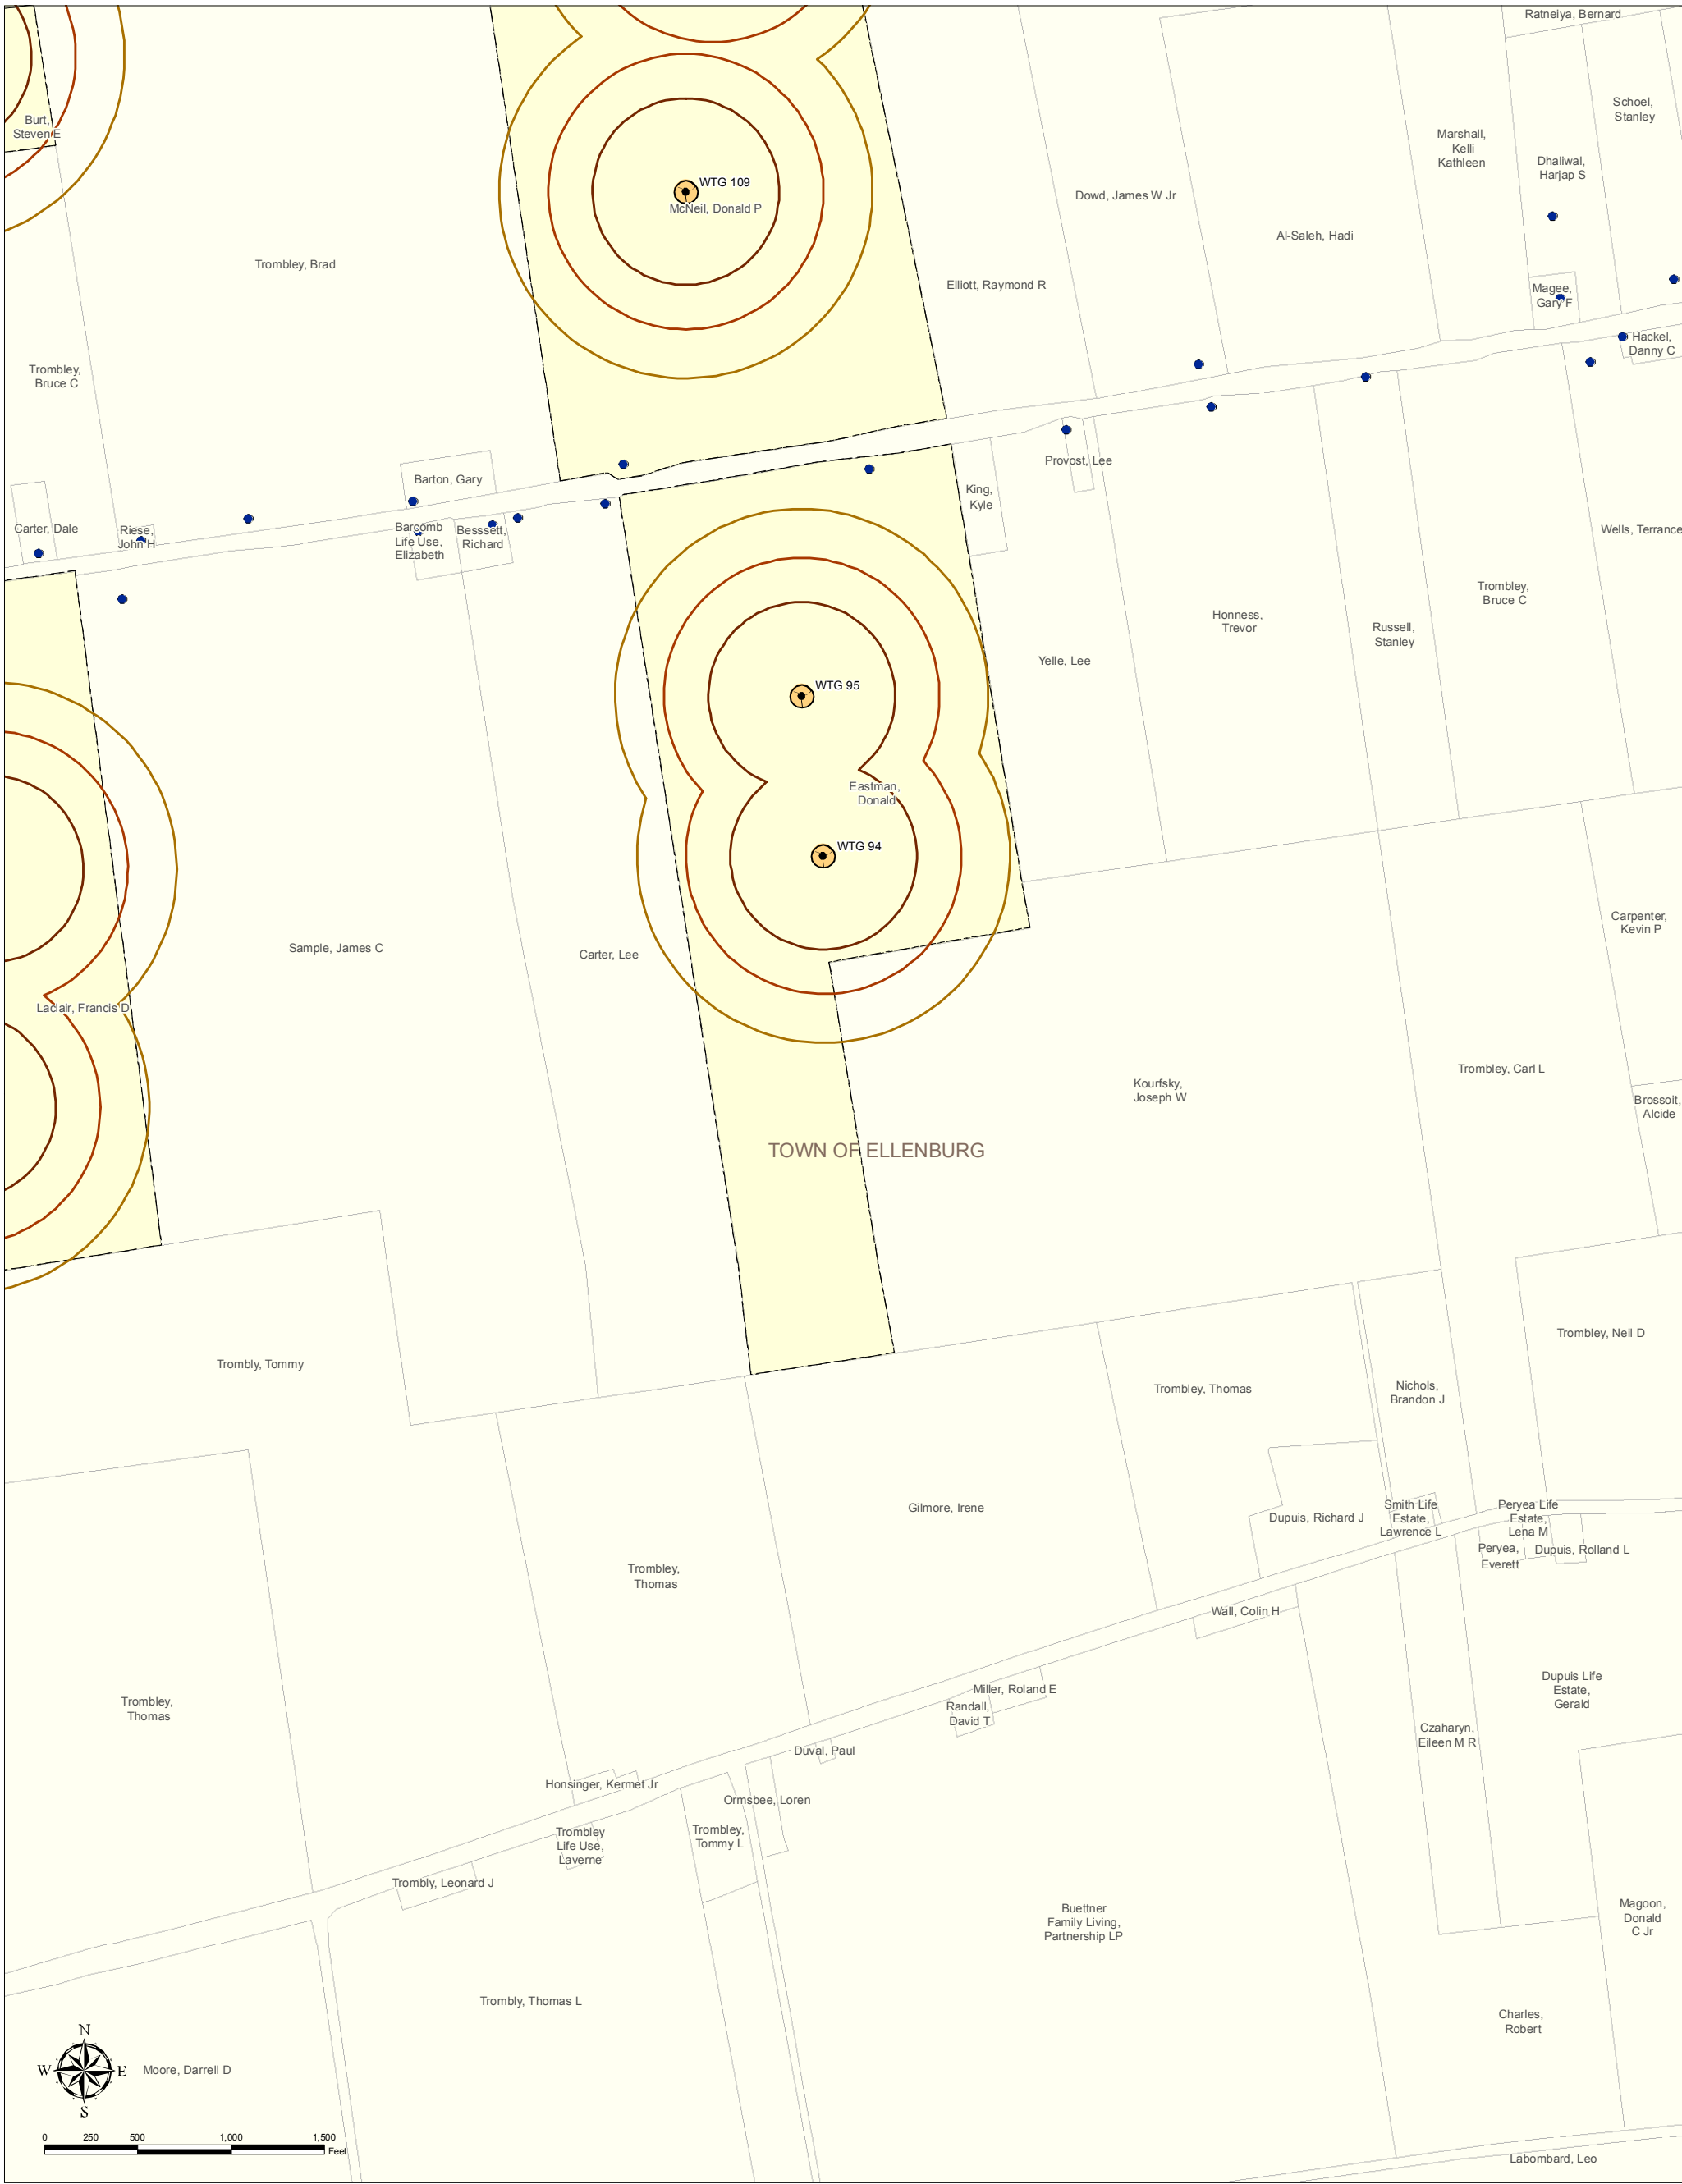 Ratneiya, Bernard
Burt,
Steven E
Schoel,
Stanley
Marshall,
Kelli
Kathleen
Dhaliwal,
Harjap S
WTG 109
McNeil, Donald P
Dowd, James W Jr
Al-Saleh, Hadi
Trombley, Brad
Elliott, Raymond R
Magee,
Gary F
Hackel,
Danny C
Trombley,
Bruce C
Barton, Gary
Provost, Lee
King,
Kyle
Carter, Dale
Riese,
John H
Barcomb
Life Use,
Elizabeth
Besssett,
Richard
Wells, Terrance
Trombley,
Bruce C
Honness,
Trevor
Russell,
Stanley
Yelle, Lee
WTG 95
Eastman,
Donald
WTG 94
Carpenter,
Kevin P
Sample, James C
Carter, Lee
Laclair, Francis D
Trombley, Carl L
Kourfsky,
Joseph W
Brossoit,
Alcide
TOWN OF ELLENBURG
Trombley, Neil D
Trombly, Tommy
Trombley, Thomas
Nichols,
Brandon J
Gilmore, Irene
Dupuis, Richard J
Smith Life
Estate,
Lawrence L
Peryea Life
Estate,
Lena M
Peryea,
Everett
Dupuis, Rolland L
Trombley,
Thomas
Wall, Colin H
Trombley,
Thomas
Miller, Roland E
Randall,
David T
Dupuis Life
Estate,
Gerald
Czaharyn,
Eileen M R
Duval, Paul
Honsinger, Kermet Jr
Ormsbee, Loren
Trombley
Life Use,
Laverne
Trombley,
Tommy L
Trombly, Leonard J
Buettner
Family Living,
Partnership LP
Magoon,
Donald
C Jr
Trombly, Thomas L
Charles,
Robert
N
W E
S
Moore, Darrell D
0 250 500 1,000 1,500
Feet
Labombard, Leo